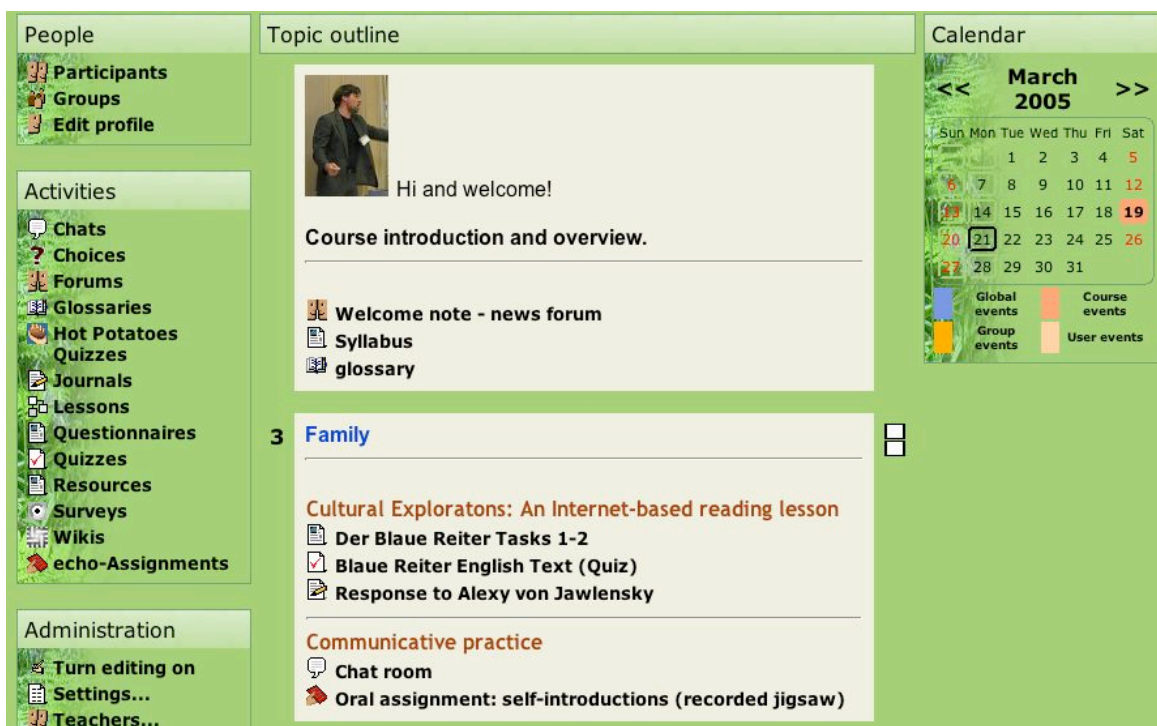 People
Participants
Groups
Edit profile
Activities
Chats
Choices
Forums
Glossaries
Hot Potatoes
Quizzes
Journals
Lessons
Questionnaires
Quizzes
Resources
Surveys
Wikis
echo-Assignments
Administration
Turn editing on
Settings...
Teachers...
Topic outline
Hi and welcome!
Course introduction and overview.
Welcome note - news forum
Syllabus
glossary
3 Family
Cultural Exploratons: An Internet-based reading lesson
Der Blaue Reiter Tasks 1-2
Blaue Reiter English Text (Quiz)
Response to Alexy von Jawlensky
Communicative practice
Chat room
Oral assignment: self-introductions (recorded jigsaw)
Calendar
<< March >>
2005
Sun Mon Tue Wed Thu Fri Sat
1 2 3 4 5
6 7 8 9 10 11 12
13 14 15 16 17 18 19
20 21 22 23 24 25 26
27 28 29 30 31
Global events
Course events
Group events
User events